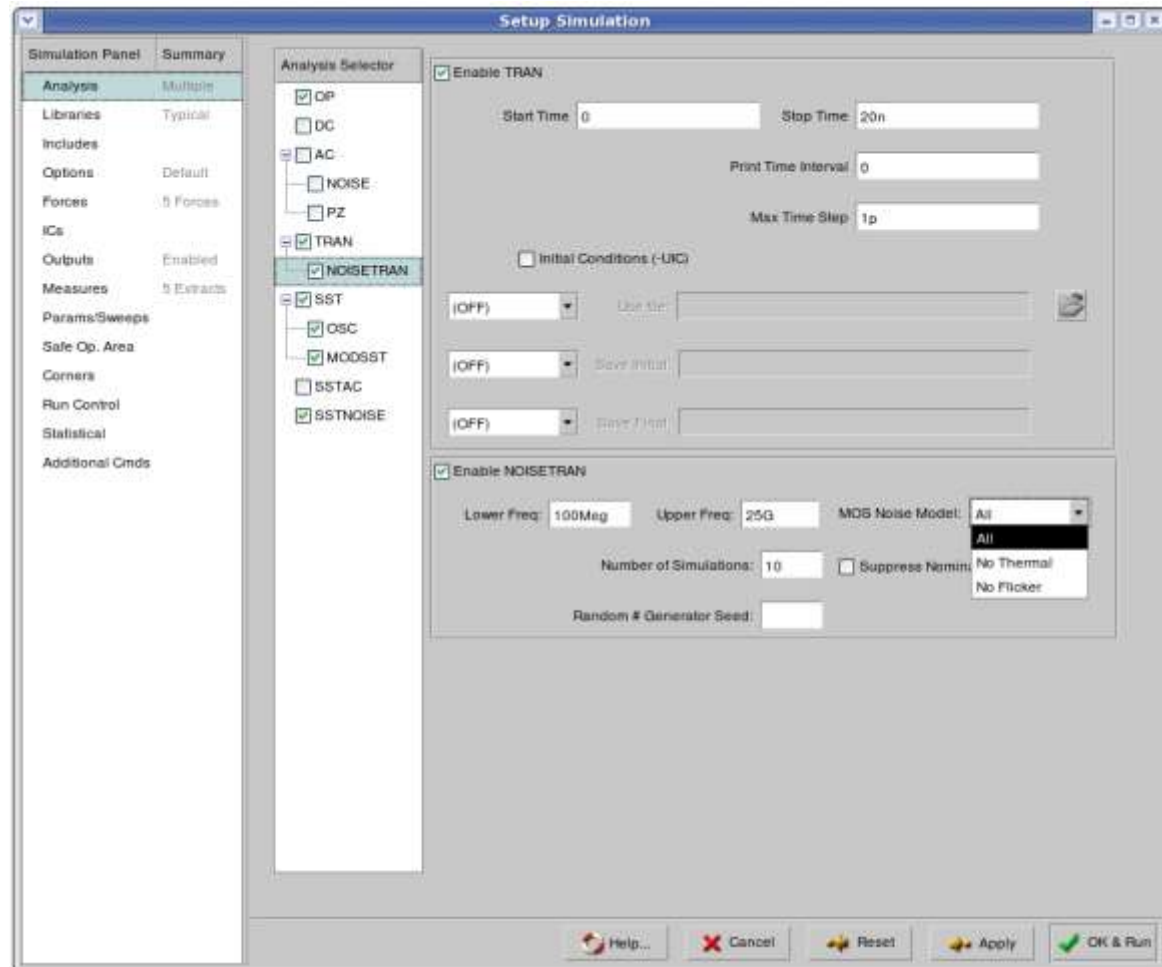 Setup Simulation
Simulation Panel Summary
Analysis Multiple
Libraries Typical
Includes
Options Default
Forces 5 Forces
ICs
Outputs Enabled
Measures 5 Extracts
Params/Sweeps
Safe Op. Area
Corners
Run Control
Statistical
Additional Cmds
Analysis Selector
OP
DC
AC
NOISE
PZ
TRAN
NOISETRAN
SST
OSC
MODSST
SSTAC
SSTNOISE
Enable TRAN
Start Time 0 Stop Time 20n
Print Time Interval 0
Max Time Step 1p
Initial Conditions (-UIC)
(OFF) Use file:
(OFF) Save Initial:
(OFF) Save Final:
Enable NOISETRAN
Lower Freq: 100Meg Upper Freq: 25G MOS Noise Model: All
All
No Thermal
No Flicker
Number of Simulations: 10 Suppress Nomin
Random # Generator Seed:
Help... Cancel Reset Apply OK & Run